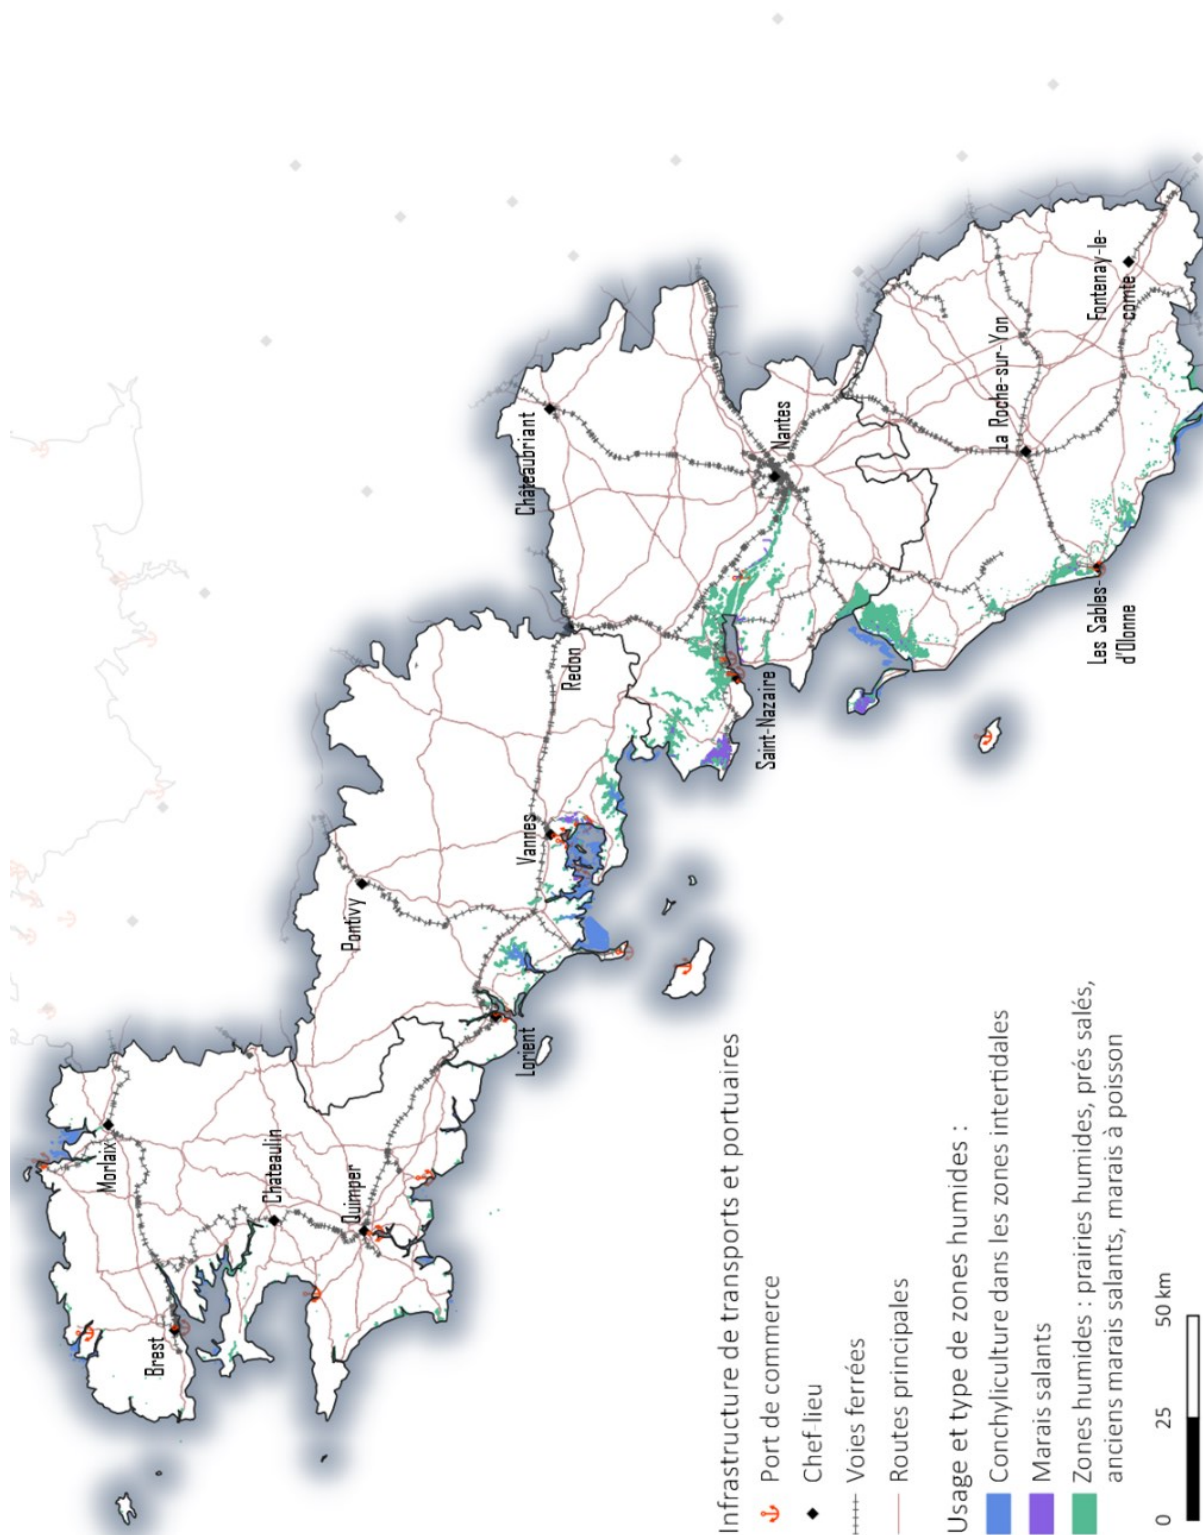 Morlaix
Brest
Chateaulin
Quimper
Pontivy
Lorient
Vannes
Redon
Châteaubriant
Saint-Nazaire
Nantes
La Roche-sur-Yon
Les Sables-
d'Olonne
Fontenay-le-
comte
Infrastructure de transports et portuaires
Port de commerce
Chef-lieu
Voies ferrées
Routes principales
Usage et type de zones humides :
Conchyliculture dans les zones intertidales
Marais salants
Zones humides : prairies humides, prés salés,
anciens marais salants, marais à poisson
0 25 50 km